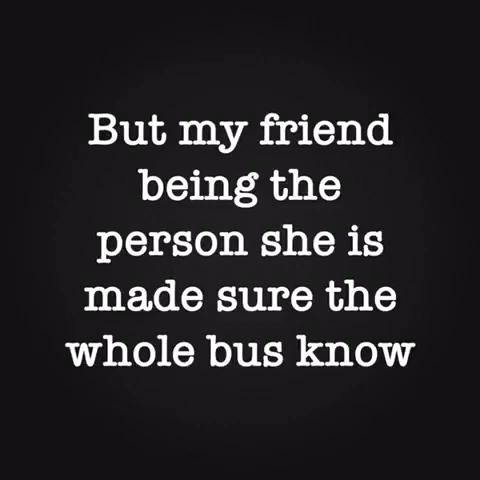 But my friend
being the
person she is
made sure the
whole bus know